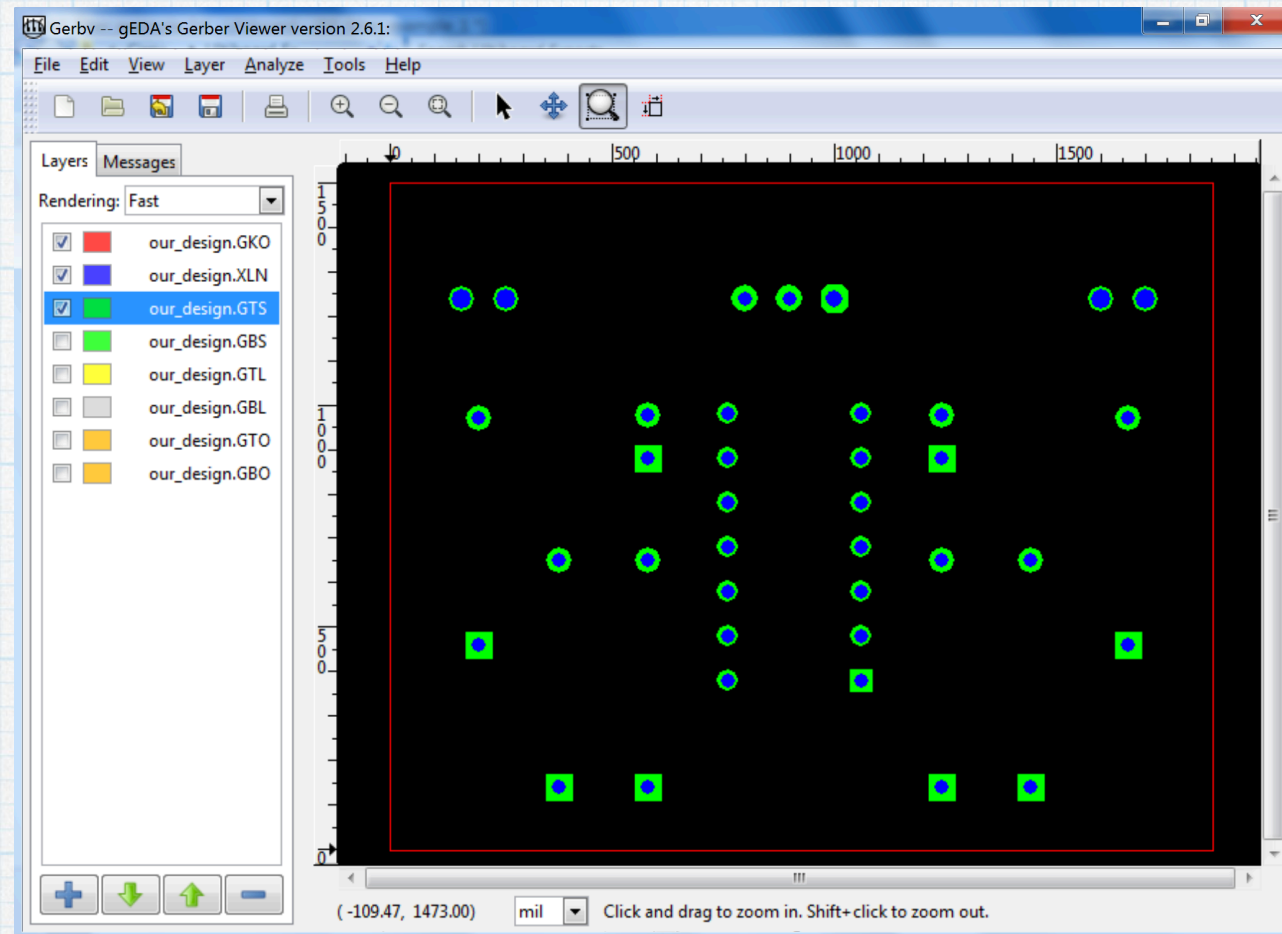 Gerbv -- gEDA's Gerber Viewer version 2.6.1:
File Edit View Layer Analyze Tools Help
Layers Messages
Rendering: Fast
our_design.GKO
our_design.XLN
our_design.GTS
our_design.GBS
our_design.GTL
our_design.GBL
our_design.GTO
our_design.GBO
0 500 1000 1500
1500
1000
500
0
(-109.47, 1473.00) mil Click and drag to zoom in. Shift+click to zoom out.